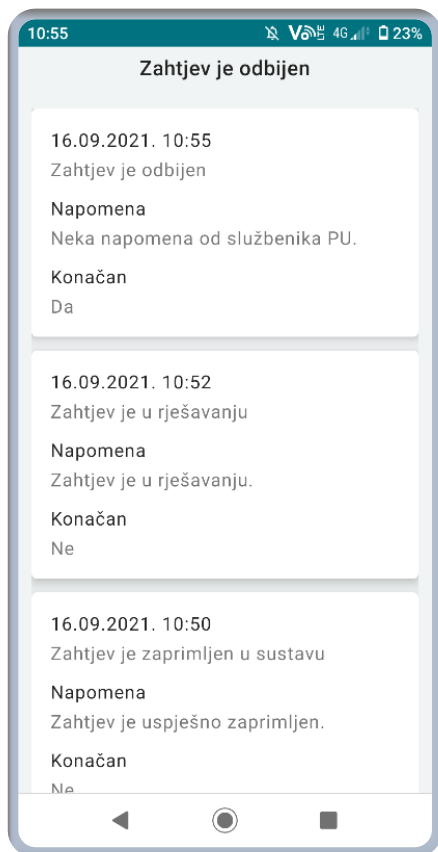 10:55 4G 23%
Zahtjev je odbijen
16.09.2021. 10:55
Zahtjev je odbijen
Napomena
Neka napomena od službenika PU.
Konačan
Da
16.09.2021. 10:52
Zahtjev je u rješavanju
Napomena
Zahtjev je u rješavanju.
Konačan
Ne
16.09.2021. 10:50
Zahtjev je zaprimljen u sustavu
Napomena
Zahtjev je uspješno zaprimljen.
Konačan
Ne